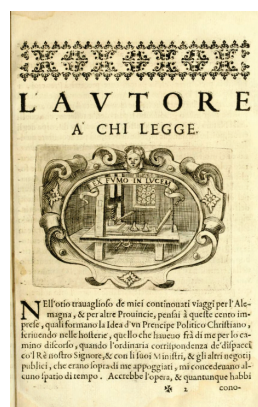 L'AVTORE
A' CHI LEGGE.
EX FVMO IN LVCEM
NEll'otio trauaglioso de miei continouati viaggi per l'Ale-
magna, & per altre Prouincie, pensai à queste cento im-
prese, quali formano la Idea d'vn Prencipe Politico Christiano,
scriuendo nelle hosterie, quello che haueuo frà di me per lo ca-
mino discorso, quando l'ordinaria corrispondenza de'dispacci
co'l Rè nostro Signore, & con li suoi Ministri, & gli altri negotij
publici, che erano sopra di me appoggiati, mi concedeuano al-
cuno spatio di tempo. Accrebbe l'opera, & quantunque habbi
2 cono-